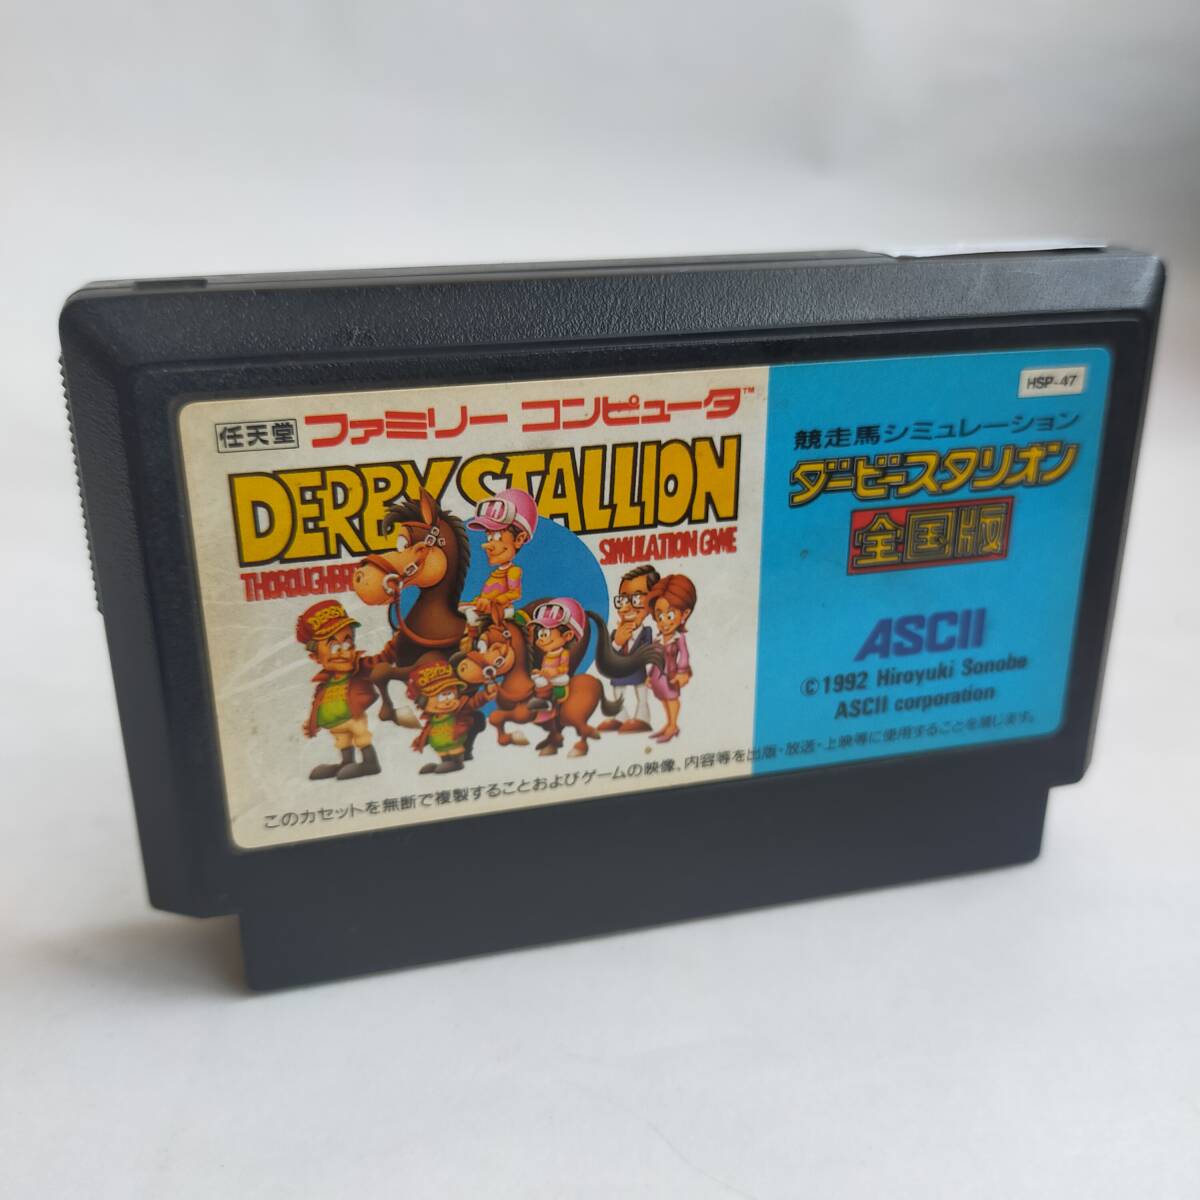 任天堂 ファミリー コンピュータ™
DERBY STALLION
SIMULATION GAME
DERBY
derby
HSP-47
競走馬シミュレーション
ダービースタリオン
全国版
ASCII
©1992 Hiroyuki Sonobe
ASCII corporation
このカセットを無断で複製することおよびゲームの映像、内容等を出版・放送・上映等に使用することを禁じます。